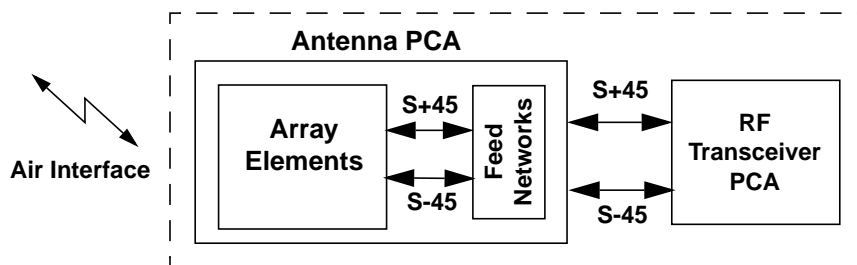 Antenna PCA
Air Interface
Array
Elements
S+45
S-45
Feed
Networks
S+45
S-45
RF
Transceiver
PCA